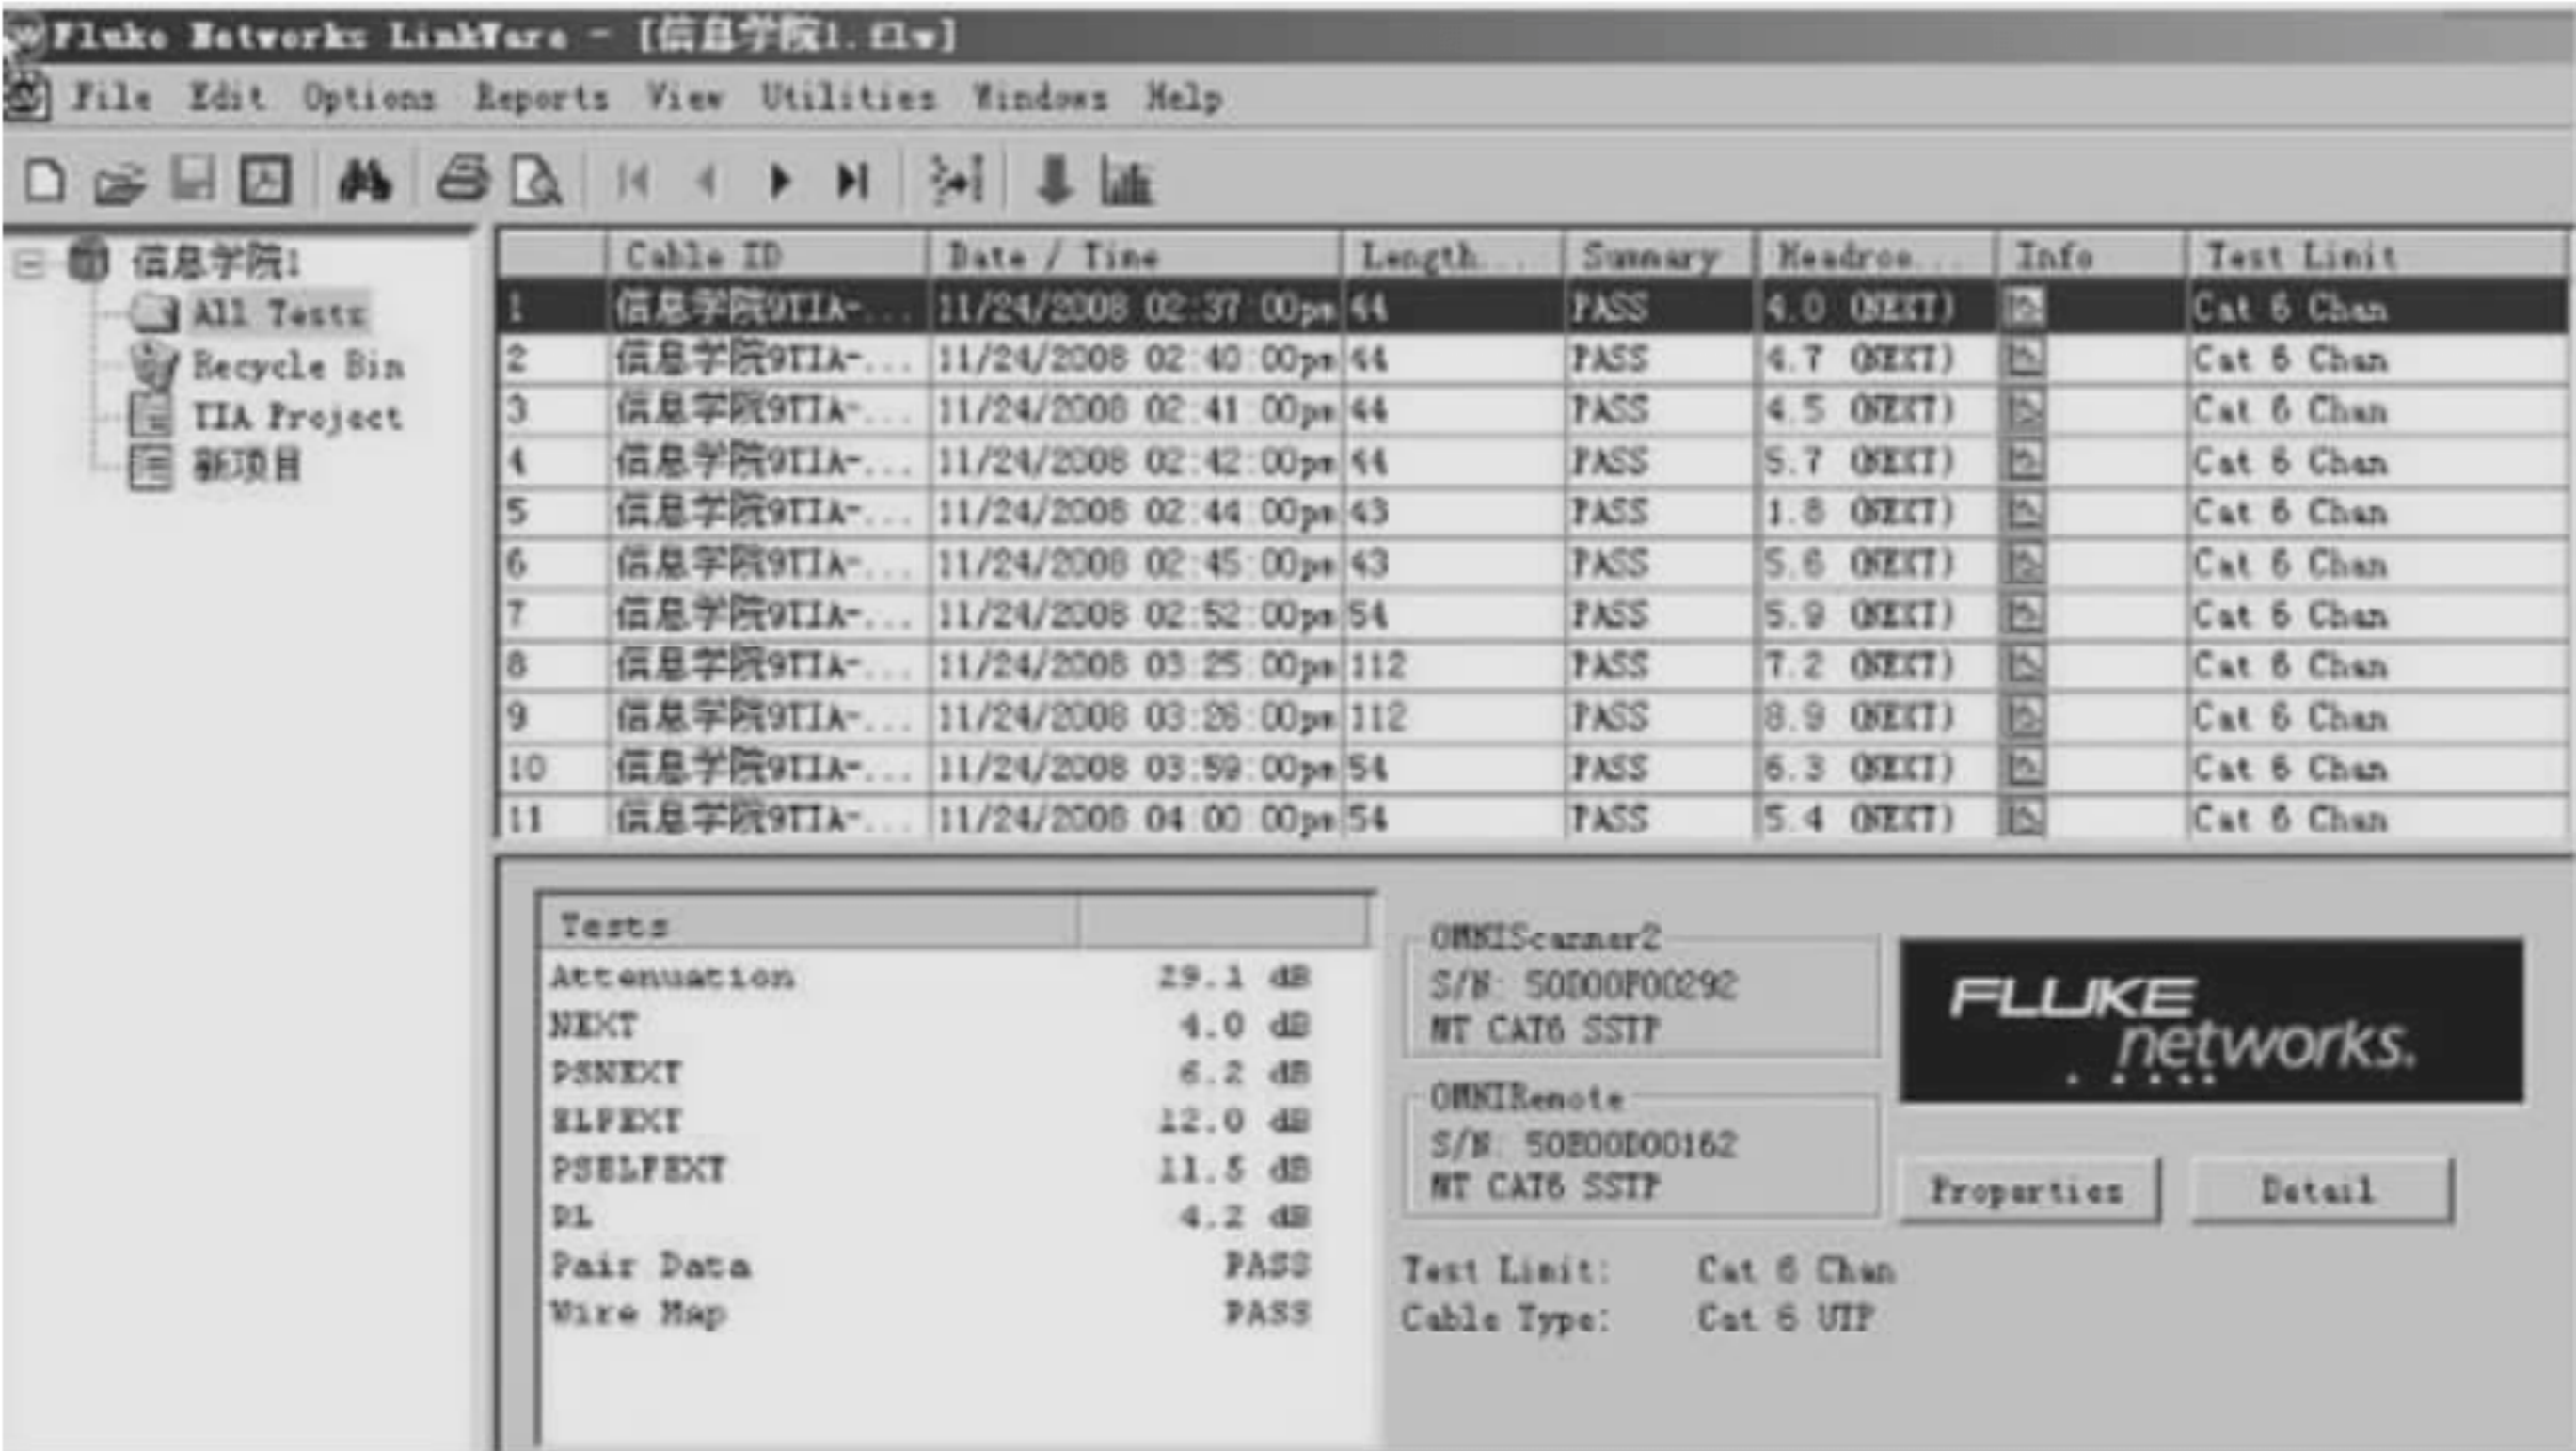 Fluke Networks LinkWare - [信息学院1.flw]
File Edit Options Reports View Utilities Windows Help
信息学院1
All Tests
Recycle Bin
TIA Project
新项目
Cable ID Date / Time Length... Summary Headroo... Info Test Limit
1 信息学院9TIA-... 11/24/2008 02:37:00pm 44 PASS 4.0 (NEXT) Cat 6 Chan
2 信息学院9TIA-... 11/24/2008 02:40:00pm 44 PASS 4.7 (NEXT) Cat 6 Chan
3 信息学院9TIA-... 11/24/2008 02:41:00pm 44 PASS 4.5 (NEXT) Cat 6 Chan
4 信息学院9TIA-... 11/24/2008 02:42:00pm 44 PASS 5.7 (NEXT) Cat 6 Chan
5 信息学院9TIA-... 11/24/2008 02:44:00pm 43 PASS 1.8 (NEXT) Cat 6 Chan
6 信息学院9TIA-... 11/24/2008 02:45:00pm 43 PASS 5.6 (NEXT) Cat 6 Chan
7 信息学院9TIA-... 11/24/2008 02:52:00pm 54 PASS 5.9 (NEXT) Cat 6 Chan
8 信息学院9TIA-... 11/24/2008 03:25:00pm 112 PASS 7.2 (NEXT) Cat 6 Chan
9 信息学院9TIA-... 11/24/2008 03:26:00pm 112 PASS 8.9 (NEXT) Cat 6 Chan
10 信息学院9TIA-... 11/24/2008 03:59:00pm 54 PASS 6.3 (NEXT) Cat 6 Chan
11 信息学院9TIA-... 11/24/2008 04:00:00pm 54 PASS 5.4 (NEXT) Cat 6 Chan
Tests
Attenuation 29.1 dB
NEXT 4.0 dB
PSNEXT 6.2 dB
ELFEXT 12.0 dB
PSELFEXT 11.5 dB
RL 4.2 dB
Pair Data PASS
Wire Map PASS
OMNIScanner2
S/N: 50D00F00292
NT CAT6 SSTP
OMNIRemote
S/N: 50E00D00162
NT CAT6 SSTP
Test Limit: Cat 6 Chan
Cable Type: Cat 6 UTP
FLUKE
networks.
Properties Detail